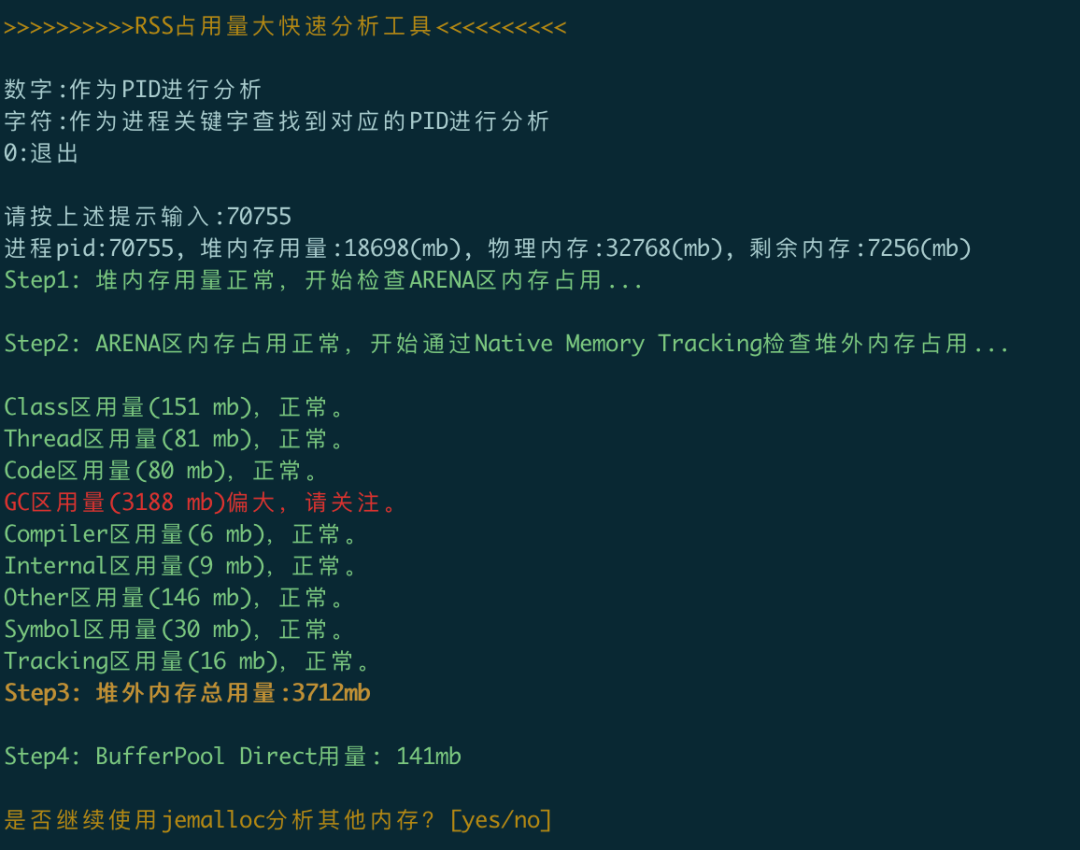 >>>>>>>>>>RSS占用量大快速分析工具<<<<<<<<<<
数字:作为PID进行分析
字符:作为进程关键字查找到对应的PID进行分析
0:退出
请按上述提示输入:70755
进程pid:70755, 堆内存用量:18698(mb), 物理内存:32768(mb), 剩余内存:7256(mb)
Step1: 堆内存用量正常, 开始检查ARENA区内存占用...
Step2: ARENA区内存占用正常, 开始通过Native Memory Tracking检查堆外内存占用...
Class区用量(151 mb), 正常。
Thread区用量(81 mb), 正常。
Code区用量(80 mb), 正常。
GC区用量(3188 mb)偏大, 请关注。
Compiler区用量(6 mb), 正常。
Internal区用量(9 mb), 正常。
Other区用量(146 mb), 正常。
Symbol区用量(30 mb), 正常。
Tracking区用量(16 mb), 正常。
Step3: 堆外内存总用量:3712mb
Step4: BufferPool Direct用量: 141mb
是否继续使用jemalloc分析其他内存? [yes/no]